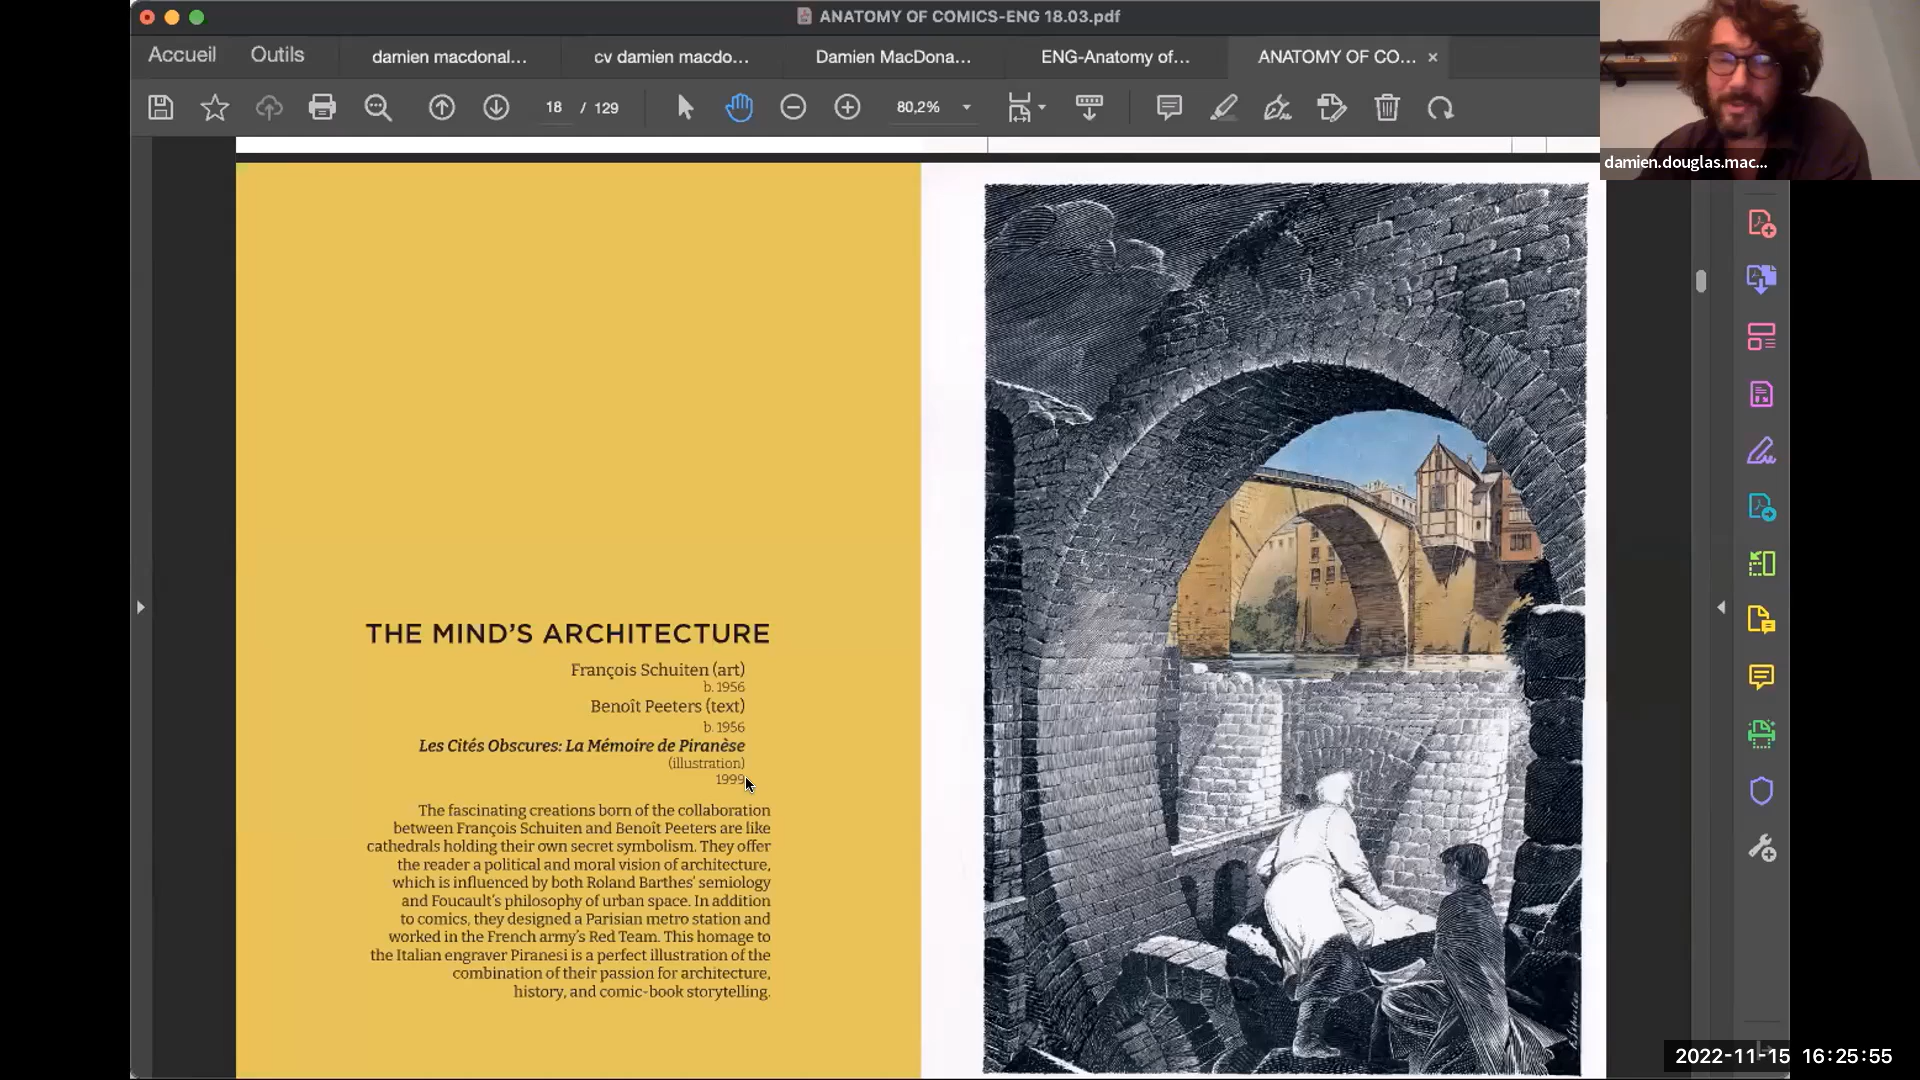 ANATOMY OF COMICS-ENG 18.03.pdf
Accueil
Outils
damien macdonal...
cv damien macdo...
Damien MacDona...
ENG-Anatomy of...
ANATOMY OF CO... ×
18 / 129
80,2%
damien.douglas.mac...
THE MIND'S ARCHITECTURE
François Schuiten (art)
b. 1956
Benoît Peeters (text)
b. 1956
Les Cités Obscures: La Mémoire de Piranèse
(illustration)
1999
The fascinating creations born of the collaboration
between François Schuiten and Benoît Peeters are like
cathedrals holding their own secret symbolism. They offer
the reader a political and moral vision of architecture,
which is influenced by both Roland Barthes' semiology
and Foucault's philosophy of urban space. In addition
to comics, they designed a Parisian metro station and
worked in the French army's Red Team. This homage to
the Italian engraver Piranesi is a perfect illustration of the
combination of their passion for architecture,
history, and comic-book storytelling.
2022-11-15 16:25:55